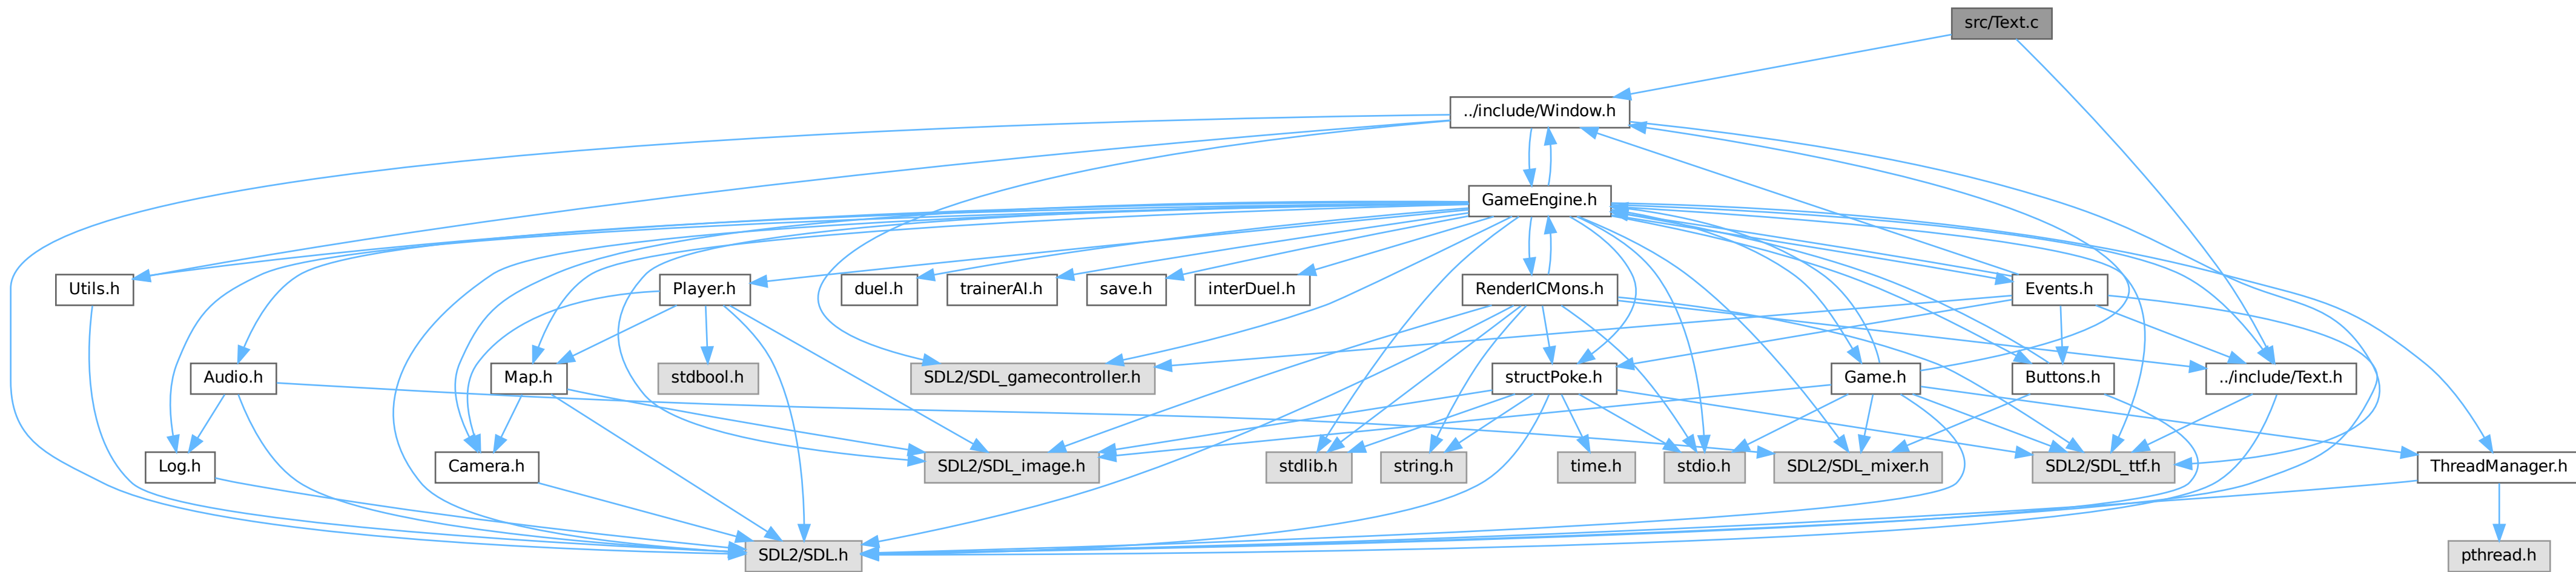 src/Text.c
../include/Window.h
GameEngine.h
Utils.h
Player.h
duel.h
trainerAI.h
save.h
interDuel.h
RenderICMons.h
Events.h
Audio.h
Map.h
stdbool.h
SDL2/SDL_gamecontroller.h
structPoke.h
Game.h
Buttons.h
../include/Text.h
Log.h
Camera.h
SDL2/SDL_image.h
stdlib.h
string.h
time.h
stdio.h
SDL2/SDL_mixer.h
SDL2/SDL_ttf.h
ThreadManager.h
SDL2/SDL.h
pthread.h